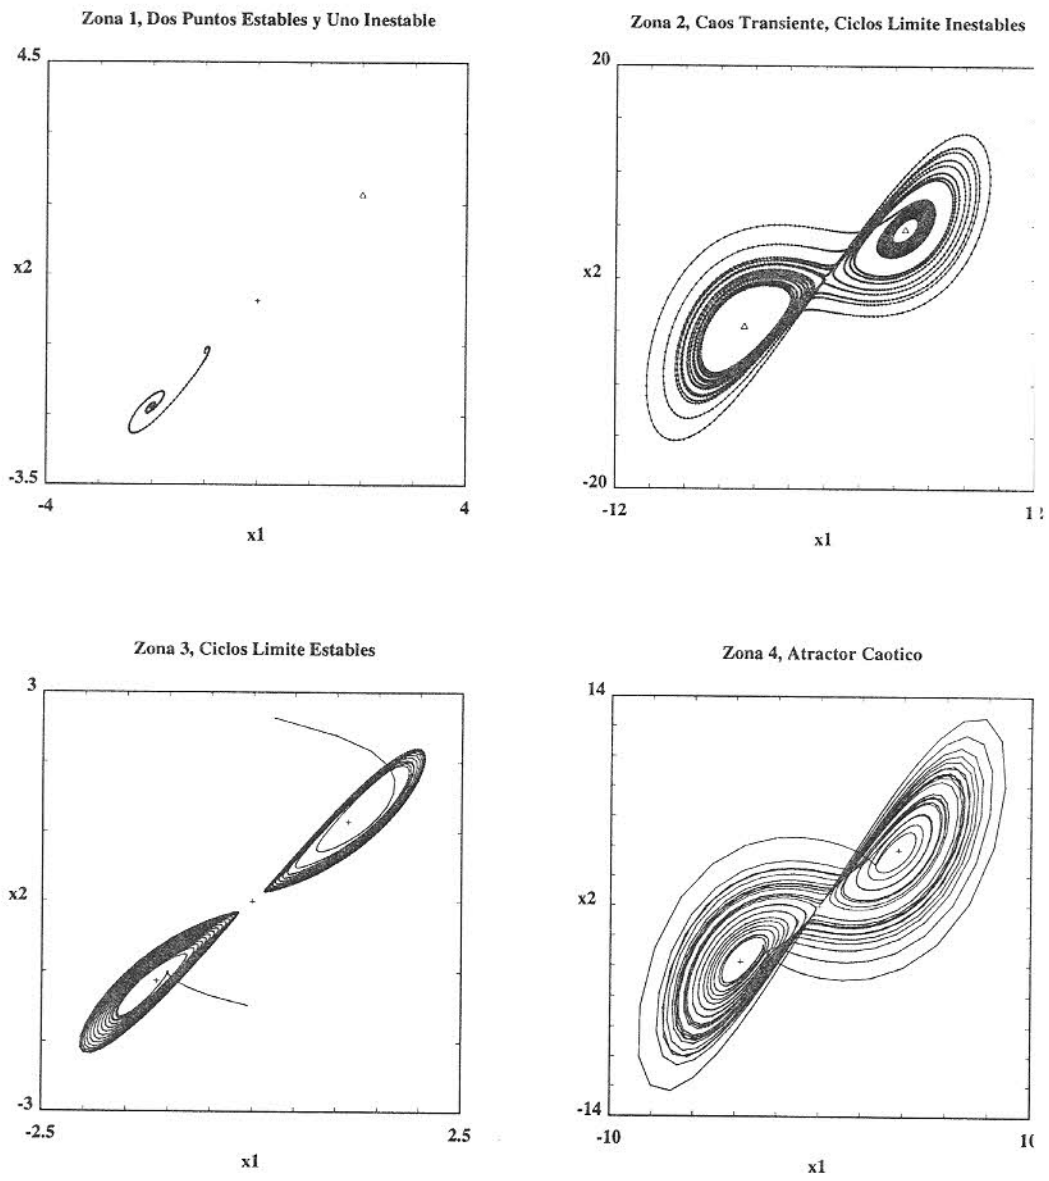 Zona 1, Dos Puntos Estables y Uno Inestable
4.5
x2
-3.5
-4
4
x1
Zona 2, Caos Transiente, Ciclos Limite Inestables
20
x2
-20
-12
x1
Zona 3, Ciclos Limite Estables
3
x2
-3
-2.5
2.5
x1
Zona 4, Atractor Caotico
14
x2
-14
-10
x1